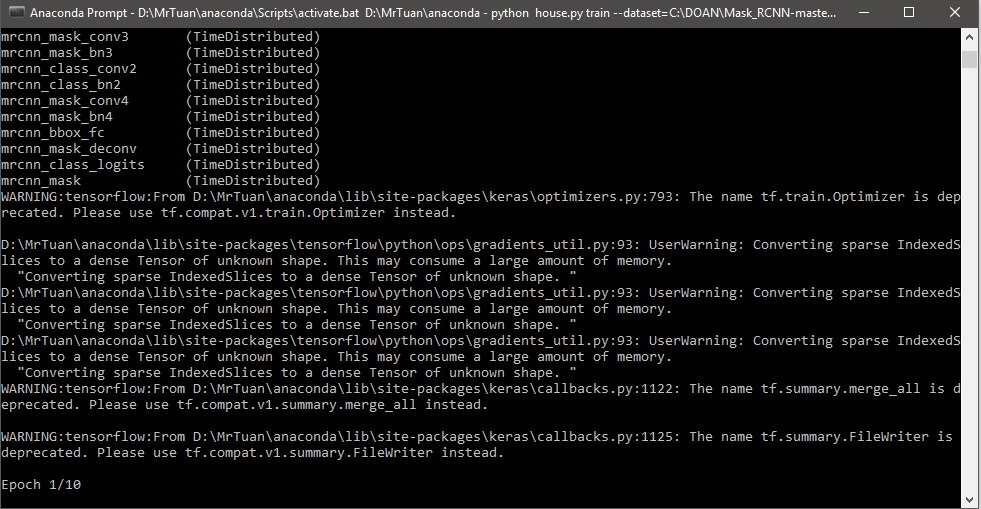 Anaconda Prompt - D:\MrTuan\anaconda\Scripts\activate.bat D:\MrTuan\anaconda - python house.py train --dataset=C:\DOAN\Mask_RCNN-maste...
mrcnn_mask_conv3       (TimeDistributed)
mrcnn_mask_bn3         (TimeDistributed)
mrcnn_class_conv2      (TimeDistributed)
mrcnn_class_bn2        (TimeDistributed)
mrcnn_mask_conv4       (TimeDistributed)
mrcnn_mask_bn4         (TimeDistributed)
mrcnn_bbox_fc          (TimeDistributed)
mrcnn_mask_deconv      (TimeDistributed)
mrcnn_class_logits     (TimeDistributed)
mrcnn_mask             (TimeDistributed)
WARNING:tensorflow:From D:\MrTuan\anaconda\lib\site-packages\keras\optimizers.py:793: The name tf.train.Optimizer is dep
recated. Please use tf.compat.v1.train.Optimizer instead.

D:\MrTuan\anaconda\lib\site-packages\tensorflow\python\ops\gradients_util.py:93: UserWarning: Converting sparse IndexedS
lices to a dense Tensor of unknown shape. This may consume a large amount of memory.
  "Converting sparse IndexedSlices to a dense Tensor of unknown shape. "
D:\MrTuan\anaconda\lib\site-packages\tensorflow\python\ops\gradients_util.py:93: UserWarning: Converting sparse IndexedS
lices to a dense Tensor of unknown shape. This may consume a large amount of memory.
  "Converting sparse IndexedSlices to a dense Tensor of unknown shape. "
D:\MrTuan\anaconda\lib\site-packages\tensorflow\python\ops\gradients_util.py:93: UserWarning: Converting sparse IndexedS
lices to a dense Tensor of unknown shape. This may consume a large amount of memory.
  "Converting sparse IndexedSlices to a dense Tensor of unknown shape. "
WARNING:tensorflow:From D:\MrTuan\anaconda\lib\site-packages\keras\callbacks.py:1122: The name tf.summary.merge_all is d
eprecated. Please use tf.compat.v1.summary.merge_all instead.

WARNING:tensorflow:From D:\MrTuan\anaconda\lib\site-packages\keras\callbacks.py:1125: The name tf.summary.FileWriter is
deprecated. Please use tf.compat.v1.summary.FileWriter instead.

Epoch 1/10